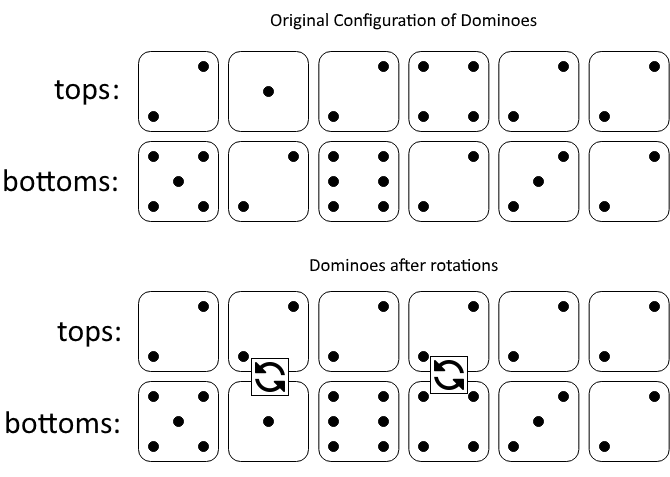 Original Configuration of Dominoes
tops:
bottoms:
Dominoes after rotations
tops:
bottoms: